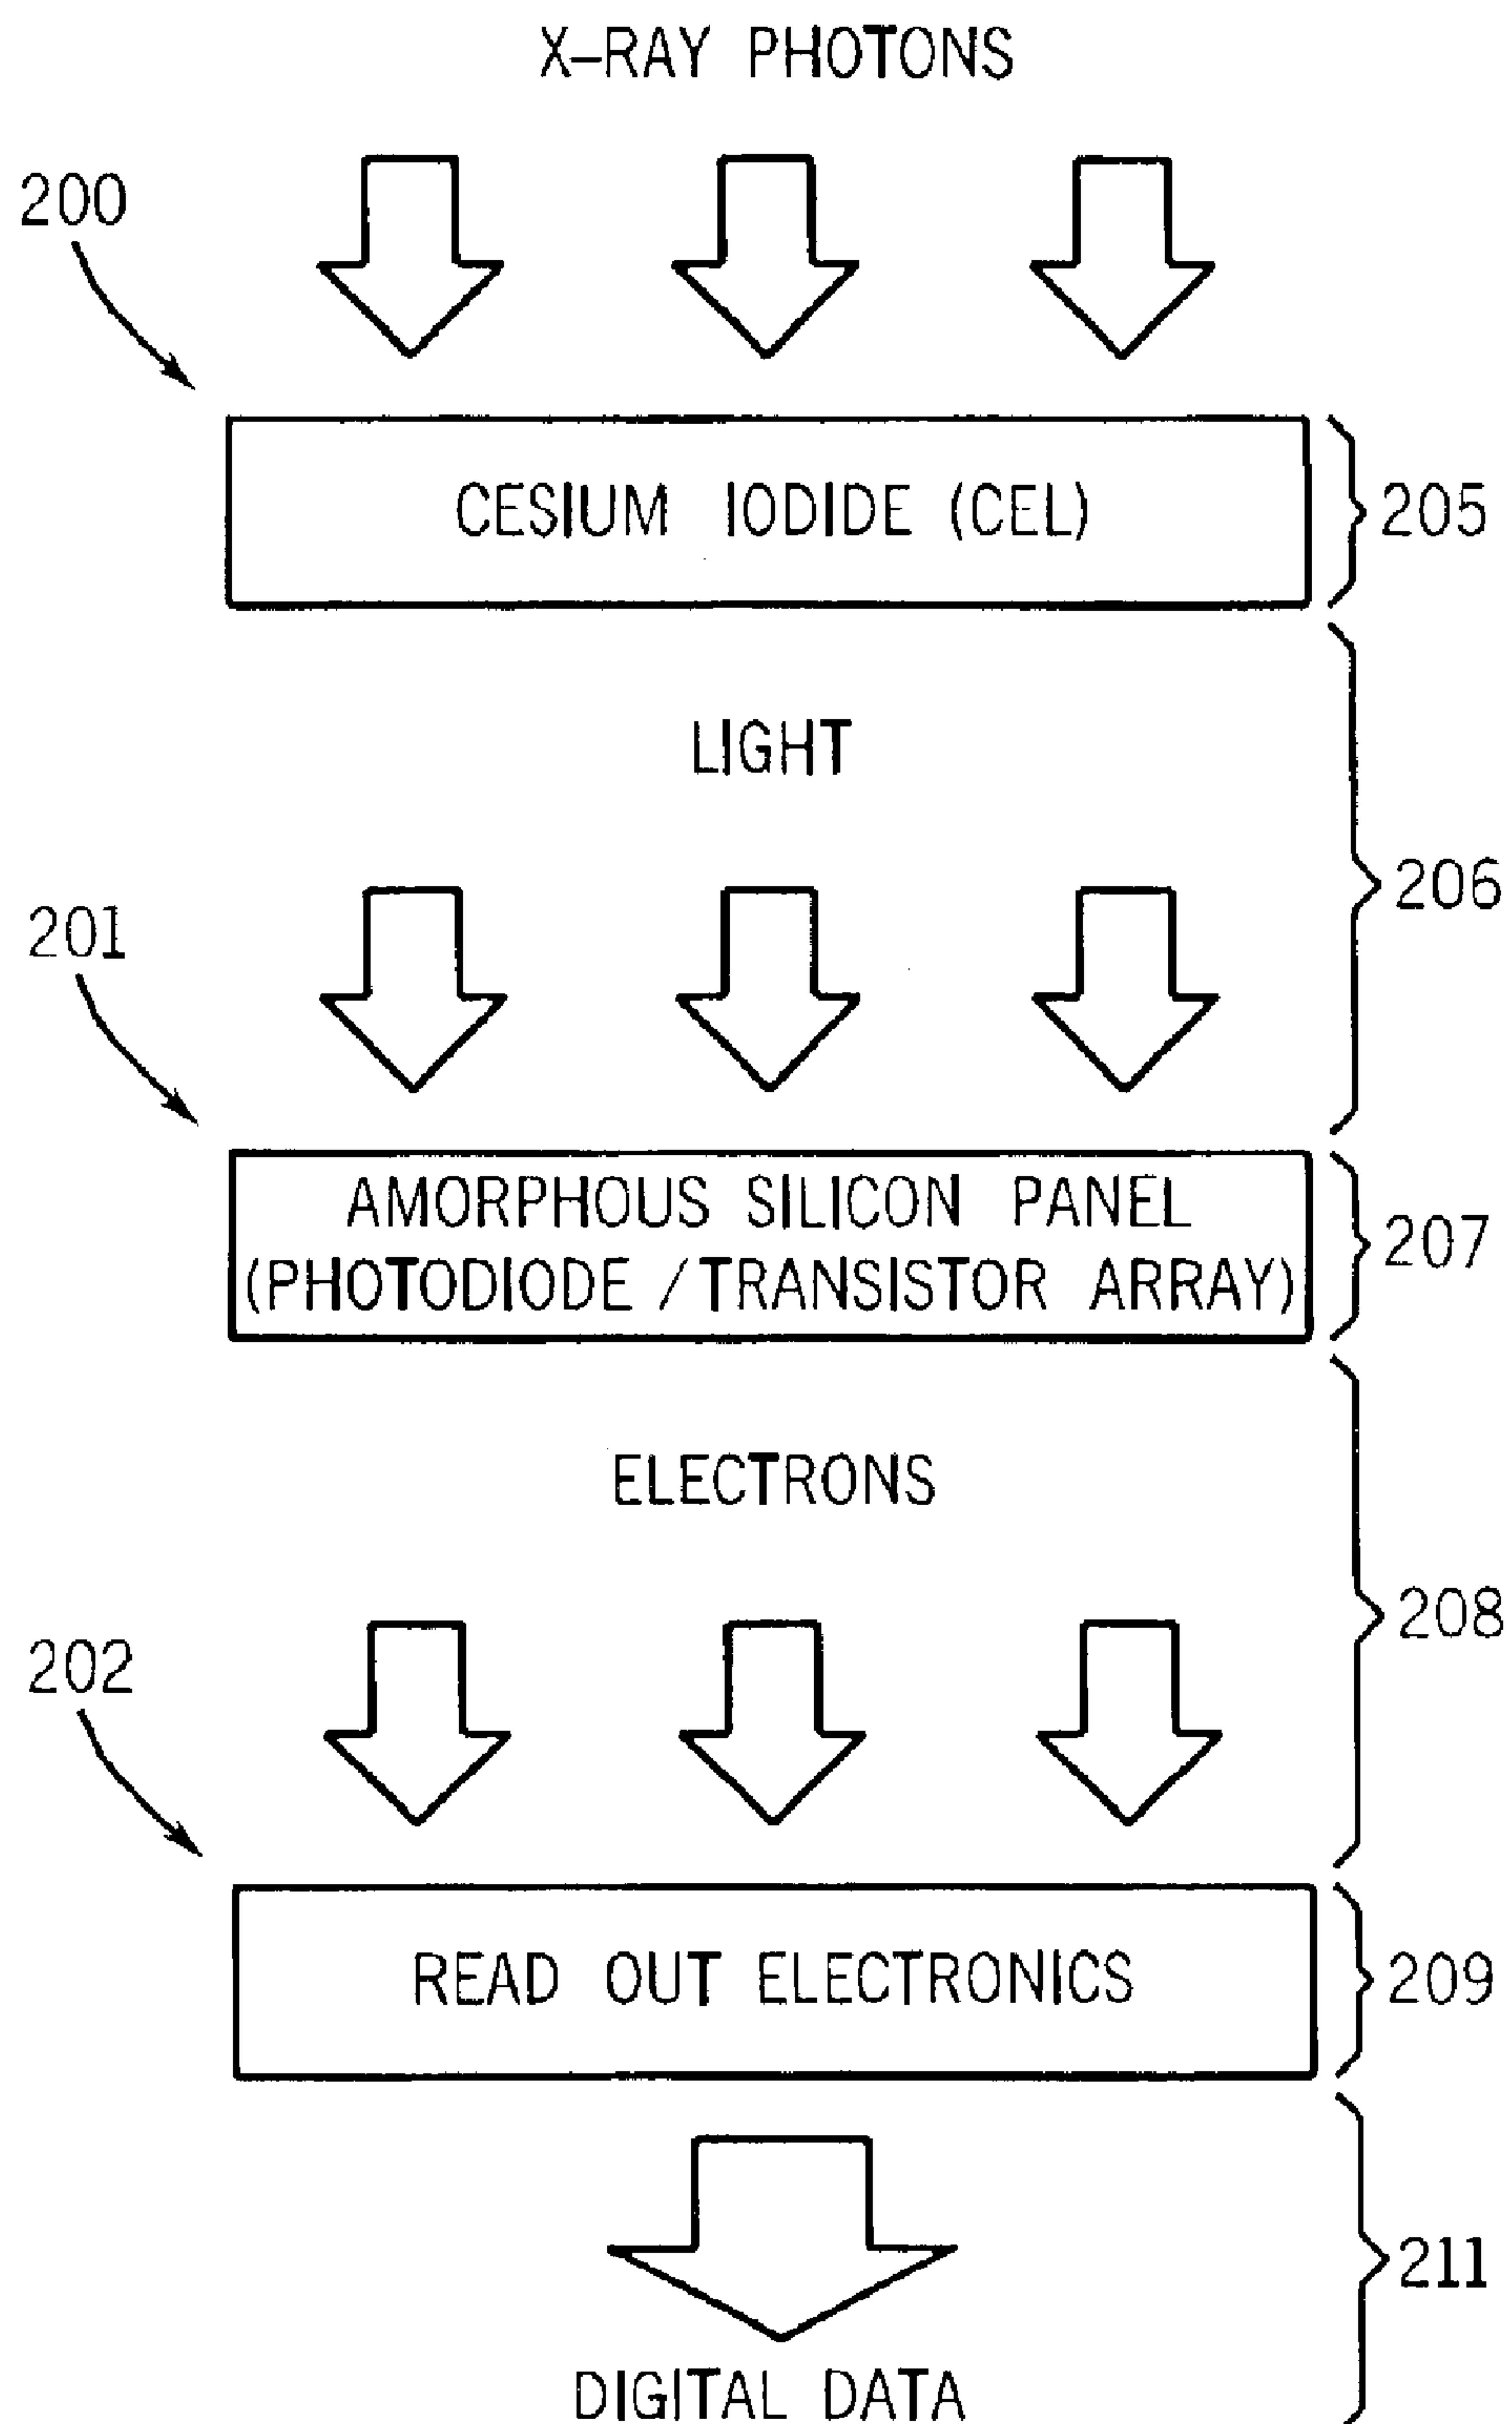 X-RAY PHOTONS
200
CESIUM IODIDE (CEL)
205
LIGHT
206
201
AMORPHOUS SILICON PANEL
(PHOTODIODE /TRANSISTOR ARRAY)
207
ELECTRONS
208
202
READ OUT ELECTRONICS
209
211
DIGITAL DATA